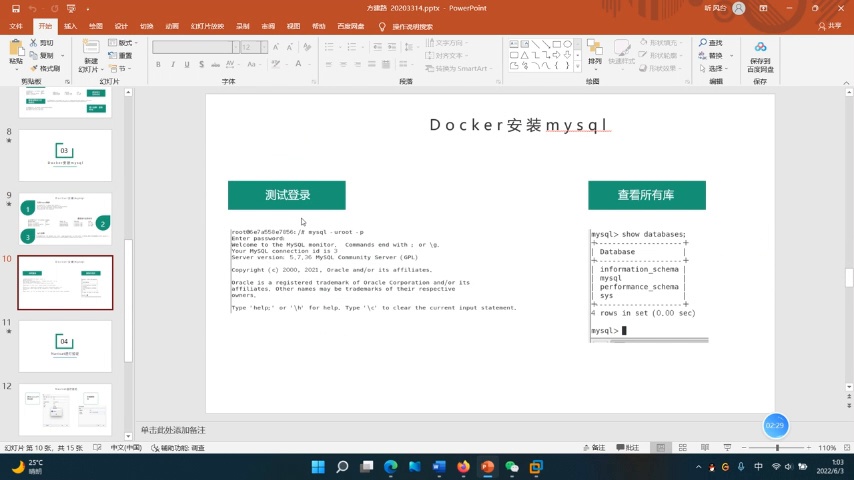 方建路 20203314.pptx - PowerPoint
听 风台
文件 开始 插入 绘图 设计 切换 动画 幻灯片放映 录制 审阅 视图 帮助 百度网盘 操作说明搜索 共享
粘贴 剪切 复制 格式刷
新建 幻灯片 版式 重置 节
文字方向 对齐文本 转换为 SmartArt
排列 快速样式 形状填充 形状轮廓 形状效果
查找 替换 选择
保存到 百度网盘
剪贴板 幻灯片 字体 段落 绘图 编辑 保存
8
03
Docker安装mysql
9
1
2
3
10
11
04
12
Docker安装mysql
测试登录
查看所有库
root@6e7a558e7856:/# mysql -uroot -p
Enter password:
Welcome to the MySQL monitor.  Commands end with ; or \g.
Your MySQL connection id is 3
Server version: 5.7.36 MySQL Community Server (GPL)
Copyright (c) 2000, 2021, Oracle and/or its affiliates.
Oracle is a registered trademark of Oracle Corporation and/or its
affiliates. Other names may be trademarks of their respective
owners.
Type 'help;' or '\h' for help. Type '\c' to clear the current input statement.
mysql> show databases;
+--------------------+
| Database           |
+--------------------+
| information_schema |
| mysql              |
| performance_schema |
| sys                |
+--------------------+
4 rows in set (0.00 sec)
mysql>
单击此处添加备注
02:29
幻灯片 第 10 张，共 15 张 中文(中国) 辅助功能: 调查 备注 批注 110%
25°C
晴朗
中
1:03
2022/6/3